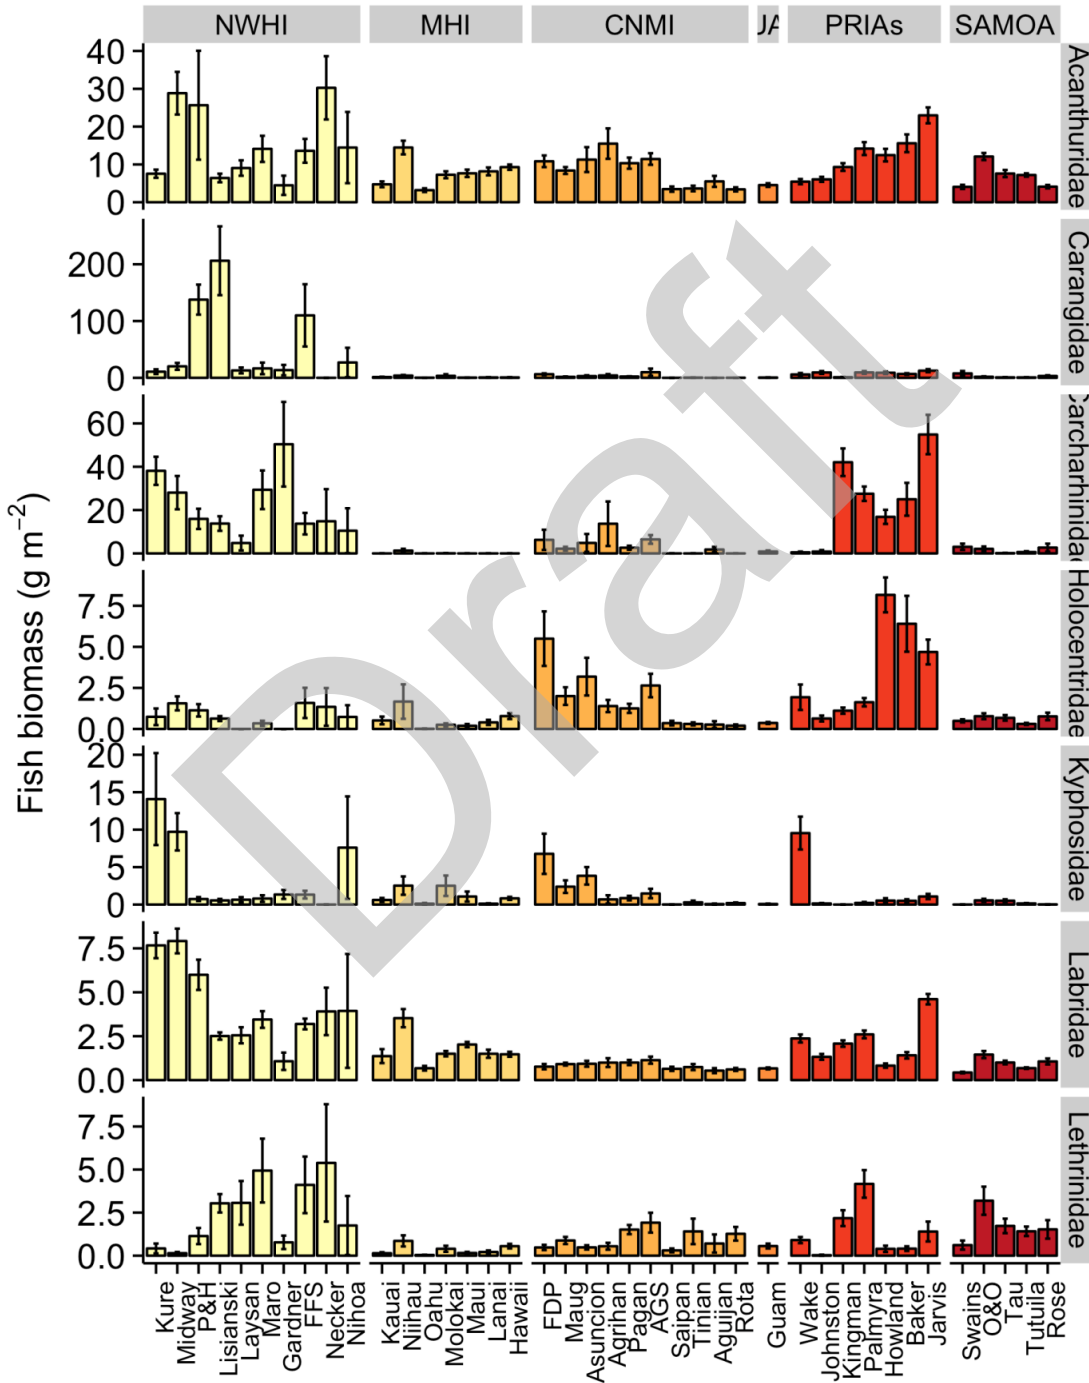 NWHI MHI CNMI JA PRIAs SAMOA
Fish biomass (g m⁻²)
40
30
20
10
0
Acanthuridae
200
100
0
Carangidae
60
40
20
0
Carcharhinidae
7.5
5.0
2.5
0.0
Holocentridae
20
15
10
5
0
Kyphosidae
7.5
5.0
2.5
0.0
Labridae
7.5
5.0
2.5
0.0
Lethrinidae
Kure
Midway
P&H
Lisianski
Laysan
Maro
Gardner
FFS
Necker
Nihoa
Kauai
Niihau
Oahu
Molokai
Maui
Lanai
Hawaii
FDP
Maug
Asuncion
Agrihan
Pagan
AGS
Saipan
Tinian
Aguijan
Rota
Guam
Wake
Johnston
Kingman
Palmyra
Howland
Baker
Jarvis
Swains
O&O
Tau
Tutuila
Rose
Draft